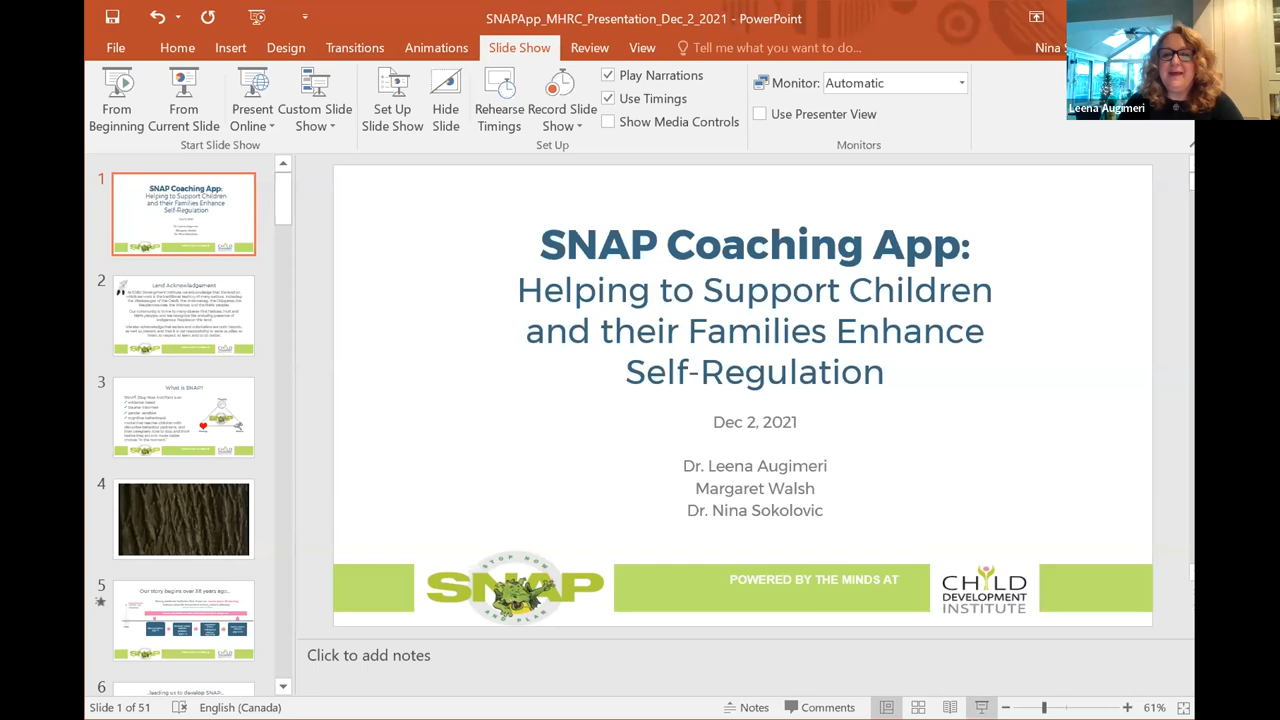 SNAPApp_MHRC_Presentation_Dec_2_2021 - PowerPoint
File Home Insert Design Transitions Animations Slide Show Review View Tell me what you want to do... Nina S
Leena Augimeri
From Beginning
From Current Slide
Present Online
Custom Slide Show
Set Up Slide Show
Hide Slide
Rehearse Timings
Record Slide Show
Play Narrations
Use Timings
Show Media Controls
Monitor: Automatic
Use Presenter View
Start Slide Show
Set Up
Monitors
1
SNAP Coaching App:
Helping to Support Children
and their Families Enhance
Self-Regulation
2
Land Acknowledgement
3
What is SNAP?
4
5
Our story begins over 35 years ago...
6
...leading us to develop SNAP...
SNAP Coaching App:
Helping to Support Children
and their Families Enhance
Self-Regulation
Dec 2, 2021
Dr. Leena Augimeri
Margaret Walsh
Dr. Nina Sokolovic
STOP NOW
SNAP
AND PLAN
POWERED BY THE MINDS AT
CHILD
DEVELOPMENT
INSTITUTE
Click to add notes
Slide 1 of 51 English (Canada) Notes Comments 61%